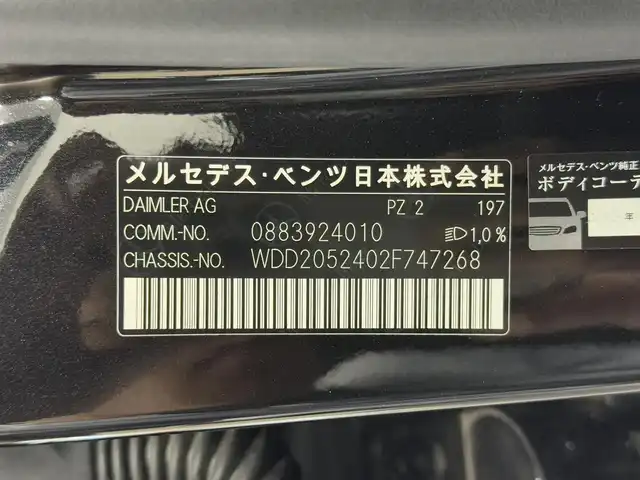 メルセデス・ベンツ日本株式会社
DAIMLER AG PZ 2 197
COMM.-NO. 0883924010 1,0%
CHASSIS.-NO. WDD2052402F747268
メルセデス・ベンツ純正
ボディコーテ
年